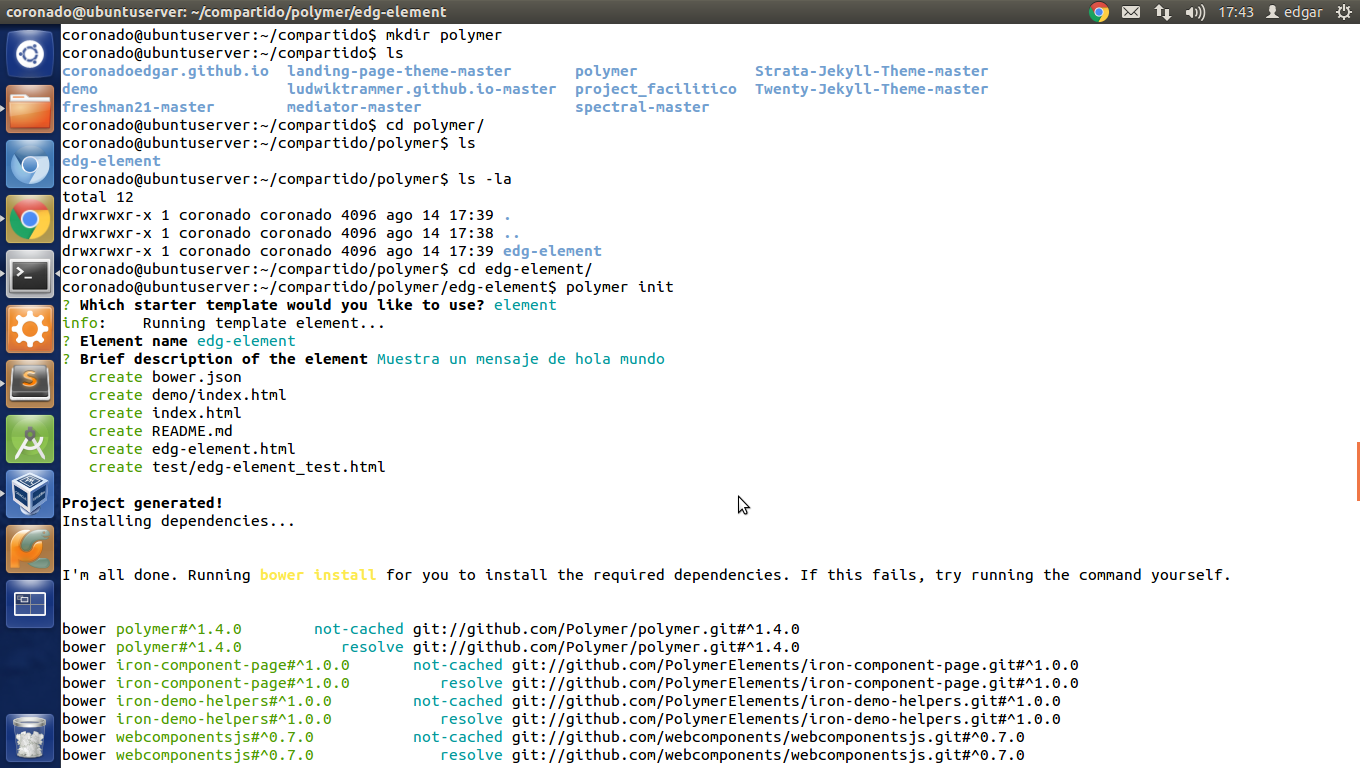 coronado@ubuntuserver: ~/compartido/polymer/edg-element 17:43 edgar
coronado@ubuntuserver:~/compartido$ mkdir polymer
coronado@ubuntuserver:~/compartido$ ls
coronadoedgar.github.io landing-page-theme-master polymer Strata-Jekyll-Theme-master
demo ludwiktrammer.github.io-master project_facilitico Twenty-Jekyll-Theme-master
freshman21-master mediator-master spectral-master
coronado@ubuntuserver:~/compartido$ cd polymer/
coronado@ubuntuserver:~/compartido/polymer$ ls
edg-element
coronado@ubuntuserver:~/compartido/polymer$ ls -la
total 12
drwxrwxr-x 1 coronado coronado 4096 ago 14 17:39 .
drwxrwxr-x 1 coronado coronado 4096 ago 14 17:38 ..
drwxrwxr-x 1 coronado coronado 4096 ago 14 17:39 edg-element
coronado@ubuntuserver:~/compartido/polymer$ cd edg-element/
coronado@ubuntuserver:~/compartido/polymer/edg-element$ polymer init
? Which starter template would you like to use? element
info: Running template element...
? Element name edg-element
? Brief description of the element Muestra un mensaje de hola mundo
create bower.json
create demo/index.html
create index.html
create README.md
create edg-element.html
create test/edg-element_test.html
Project generated!
Installing dependencies...
I'm all done. Running bower install for you to install the required dependencies. If this fails, try running the command yourself.
bower polymer#^1.4.0 not-cached git://github.com/Polymer/polymer.git#^1.4.0
bower polymer#^1.4.0 resolve git://github.com/Polymer/polymer.git#^1.4.0
bower iron-component-page#^1.0.0 not-cached git://github.com/PolymerElements/iron-component-page.git#^1.0.0
bower iron-component-page#^1.0.0 resolve git://github.com/PolymerElements/iron-component-page.git#^1.0.0
bower iron-demo-helpers#^1.0.0 not-cached git://github.com/PolymerElements/iron-demo-helpers.git#^1.0.0
bower iron-demo-helpers#^1.0.0 resolve git://github.com/PolymerElements/iron-demo-helpers.git#^1.0.0
bower webcomponentsjs#^0.7.0 not-cached git://github.com/webcomponents/webcomponentsjs.git#^0.7.0
bower webcomponentsjs#^0.7.0 resolve git://github.com/webcomponents/webcomponentsjs.git#^0.7.0